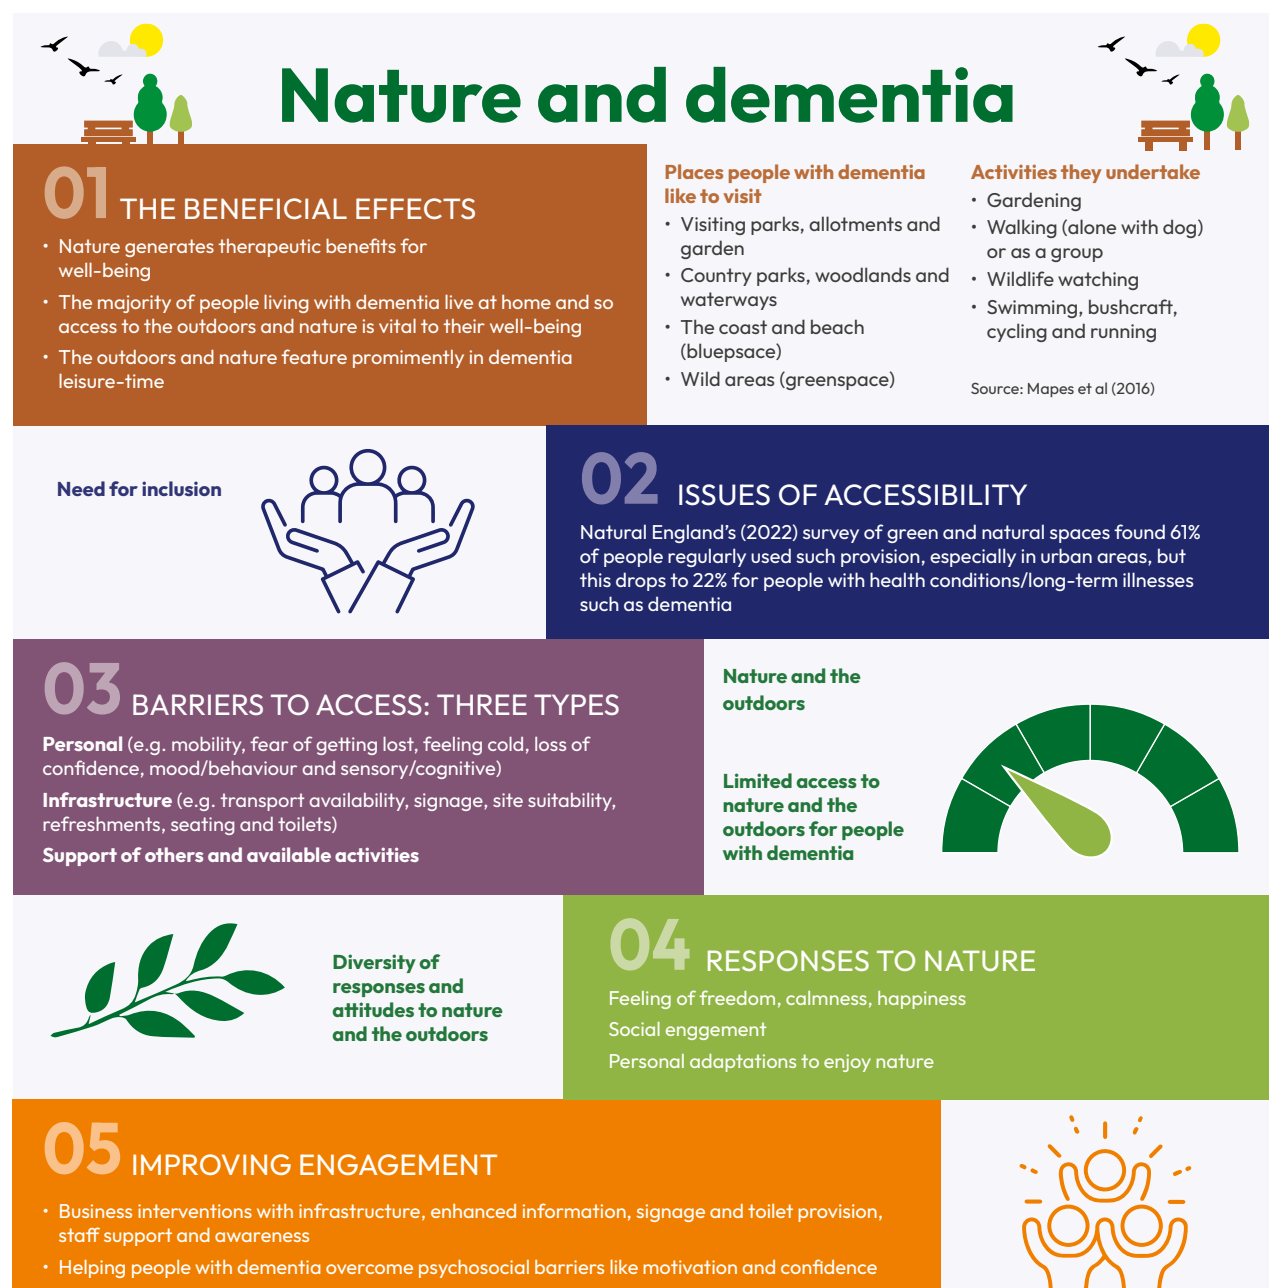 Nature and dementia
01 THE BENEFICIAL EFFECTS
• Nature generates therapeutic benefits for
well-being
• The majority of people living with dementia live at home and so
access to the outdoors and nature is vital to their well-being
• The outdoors and nature feature promimently in dementia
leisure-time
Places people with dementia
like to visit
• Visiting parks, allotments and
garden
• Country parks, woodlands and
waterways
• The coast and beach
(bluepsace)
• Wild areas (greenspace)
Activities they undertake
• Gardening
• Walking (alone with dog)
or as a group
• Wildlife watching
• Swimming, bushcraft,
cycling and running
Source: Mapes et al (2016)
Need for inclusion
02 ISSUES OF ACCESSIBILITY
Natural England's (2022) survey of green and natural spaces found 61%
of people regularly used such provision, especially in urban areas, but
this drops to 22% for people with health conditions/long-term illnesses
such as dementia
03 BARRIERS TO ACCESS: THREE TYPES
Personal (e.g. mobility, fear of getting lost, feeling cold, loss of
confidence, mood/behaviour and sensory/cognitive)
Infrastructure (e.g. transport availability, signage, site suitability,
refreshments, seating and toilets)
Support of others and available activities
Nature and the
outdoors
Limited access to
nature and the
outdoors for people
with dementia
Diversity of
responses and
attitudes to nature
and the outdoors
04 RESPONSES TO NATURE
Feeling of freedom, calmness, happiness
Social enggement
Personal adaptations to enjoy nature
05 IMPROVING ENGAGEMENT
• Business interventions with infrastructure, enhanced information, signage and toilet provision,
staff support and awareness
• Helping people with dementia overcome psychosocial barriers like motivation and confidence